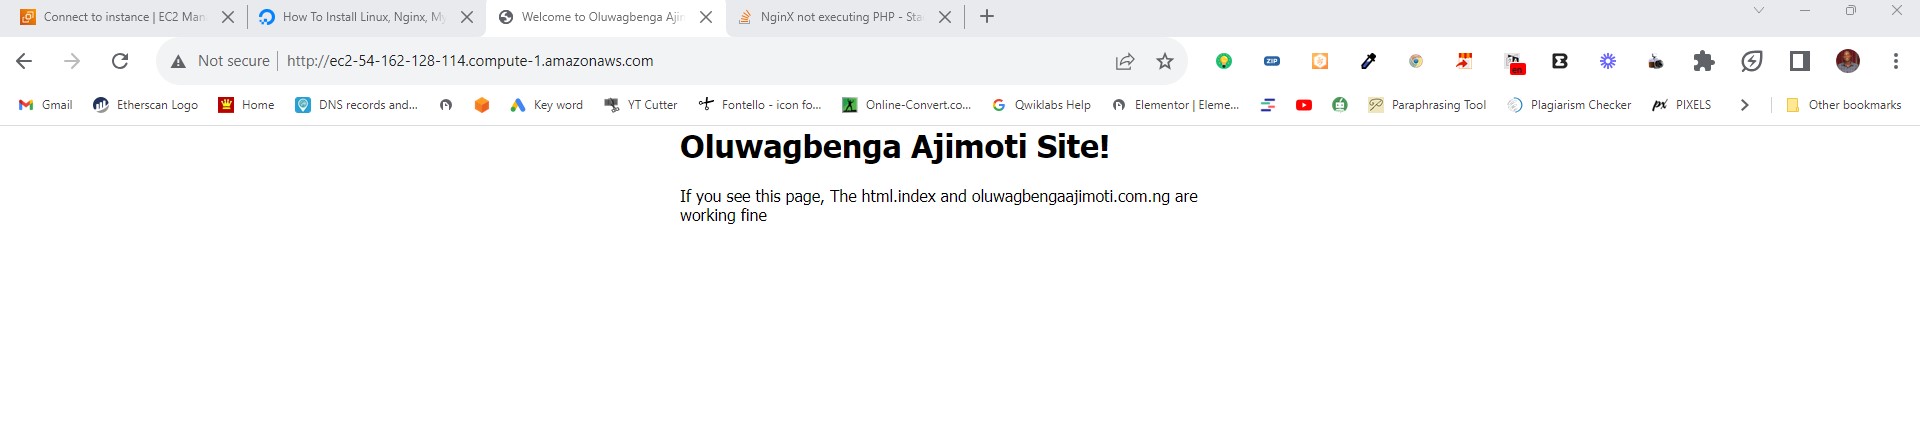 Connect to instance | EC2 Man
How To Install Linux, Nginx, My
Welcome to Oluwagbenga Ajir
NginX not executing PHP - Sta
Not secure
http://ec2-54-162-128-114.compute-1.amazonaws.com
ZIP
Gmail
Etherscan Logo
Home
DNS records and...
Key word
YT Cutter
Fontello - icon fo...
Online-Convert.co...
Qwiklabs Help
Elementor | Eleme...
Paraphrasing Tool
Plagiarism Checker
px PIXELS
Other bookmarks
Oluwagbenga Ajimoti Site!
If you see this page, The html.index and oluwagbengaajimoti.com.ng are
working fine